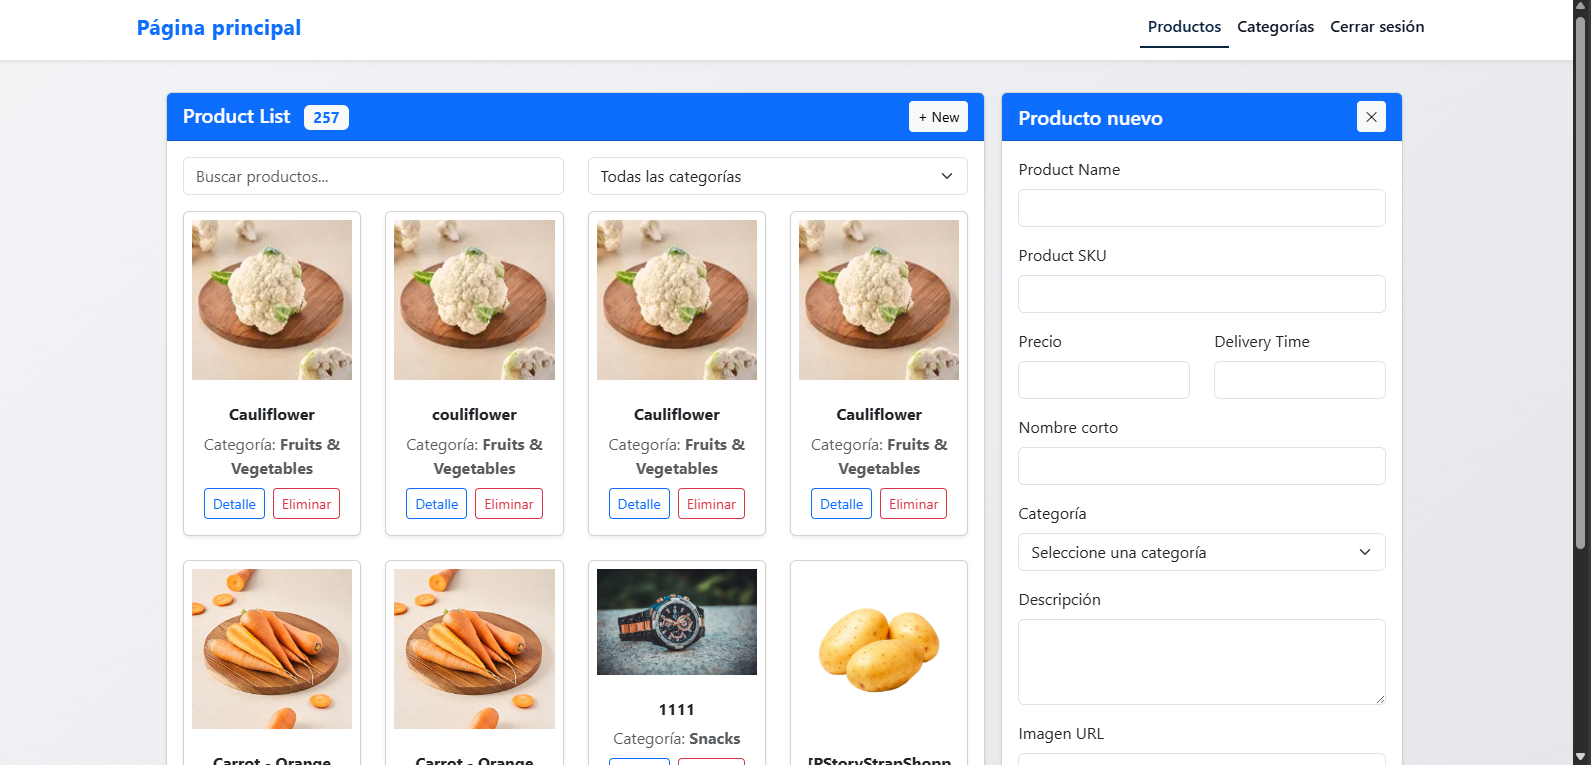 Página principal
Productos Categorías Cerrar sesión
Product List 257
+ New
Buscar productos...
Todas las categorías
Cauliflower
Categoría: Fruits &
Vegetables
Detalle Eliminar
couliflower
Categoría: Fruits &
Vegetables
Detalle Eliminar
Cauliflower
Categoría: Fruits &
Vegetables
Detalle Eliminar
Cauliflower
Categoría: Fruits &
Vegetables
Detalle Eliminar
Carrot - Orange
Carrot - Orange
1111
Categoría: Snacks
[PStoryStrapShopp
Producto nuevo
Product Name
Product SKU
Precio
Delivery Time
Nombre corto
Categoría
Seleccione una categoría
Descripción
Imagen URL